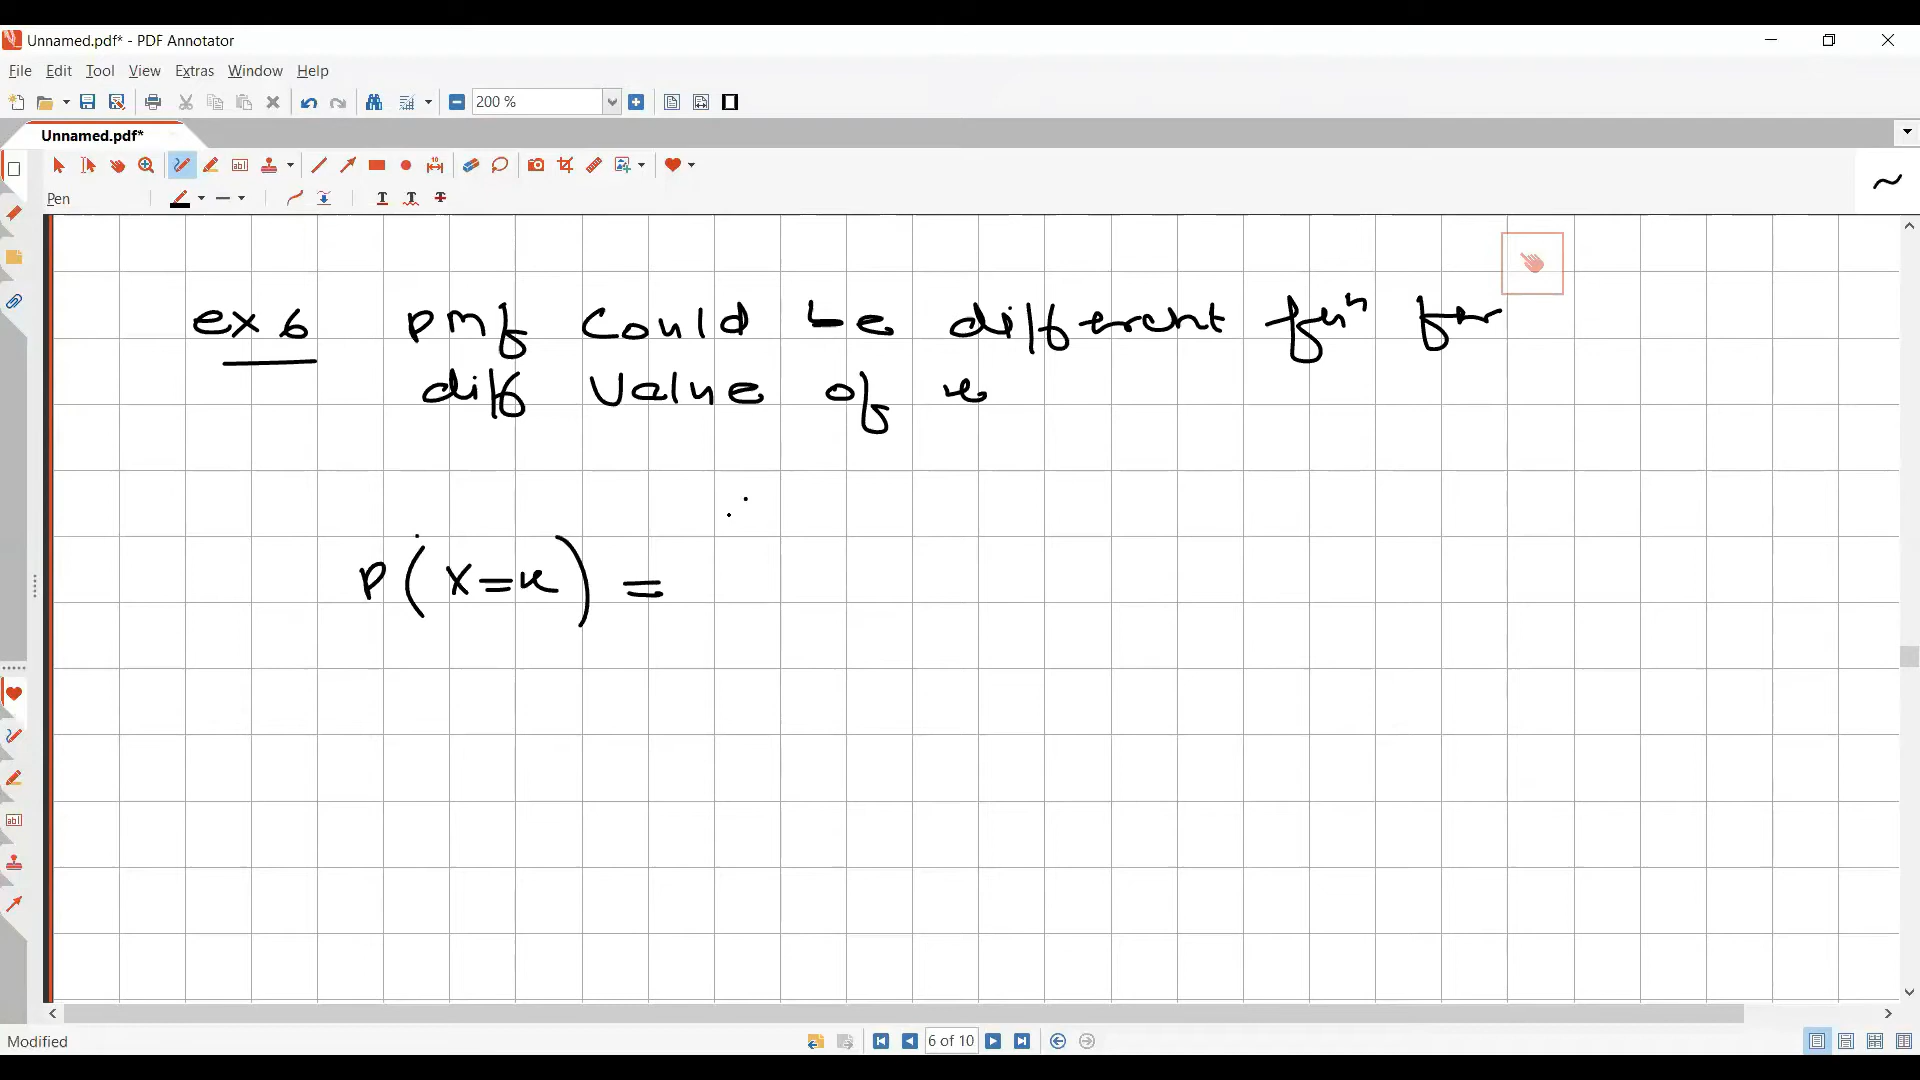 Unnamed.pdf* - PDF Annotator
File Edit Tool View Extras Window Help
200 %
Unnamed.pdf*
Pen
ex 6 pmf could be different fuⁿ for
diff value of x
P(X=x) =
Modified
6 of 10